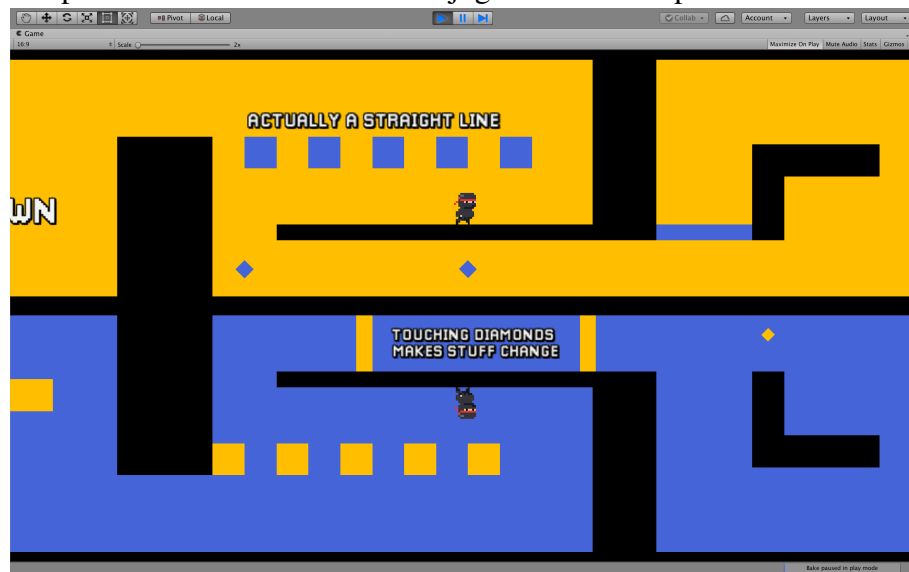 Pivot Local Collab Account Layers Layout
Game
16:9 Scale 2x Maximize On Play Mute Audio Stats Gizmos
ACTUALLY A STRAIGHT LINE
WN
TOUCHING DIAMONDS
MAKES STUFF CHANGE
Bake paused in play mode